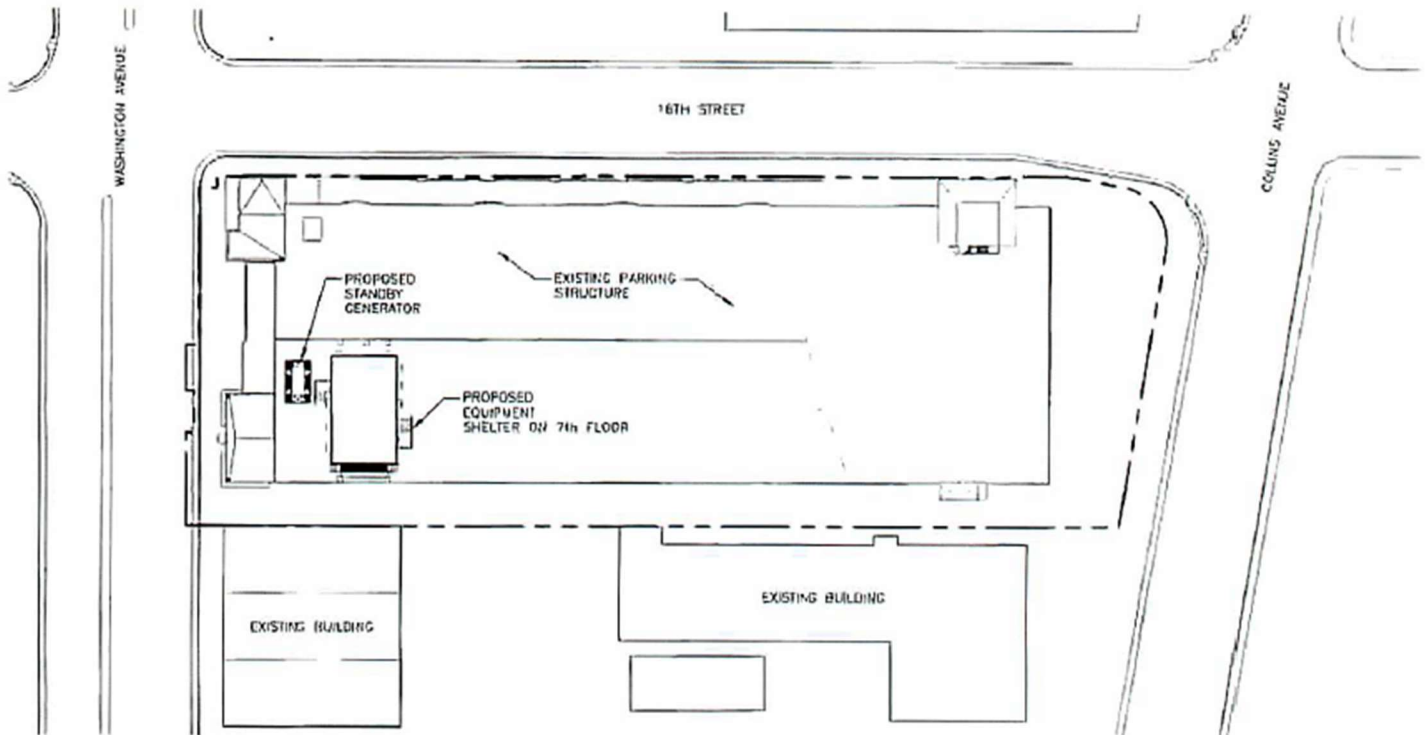 WASHINGTON AVENUE
16TH STREET
COLLINS AVENUE
PROPOSED
STANDBY
GENERATOR
EXISTING PARKING
STRUCTURE
PROPOSED
EQUIPMENT
SHELTER ON 7th FLOOR
EXISTING BUILDING
EXISTING BUILDING